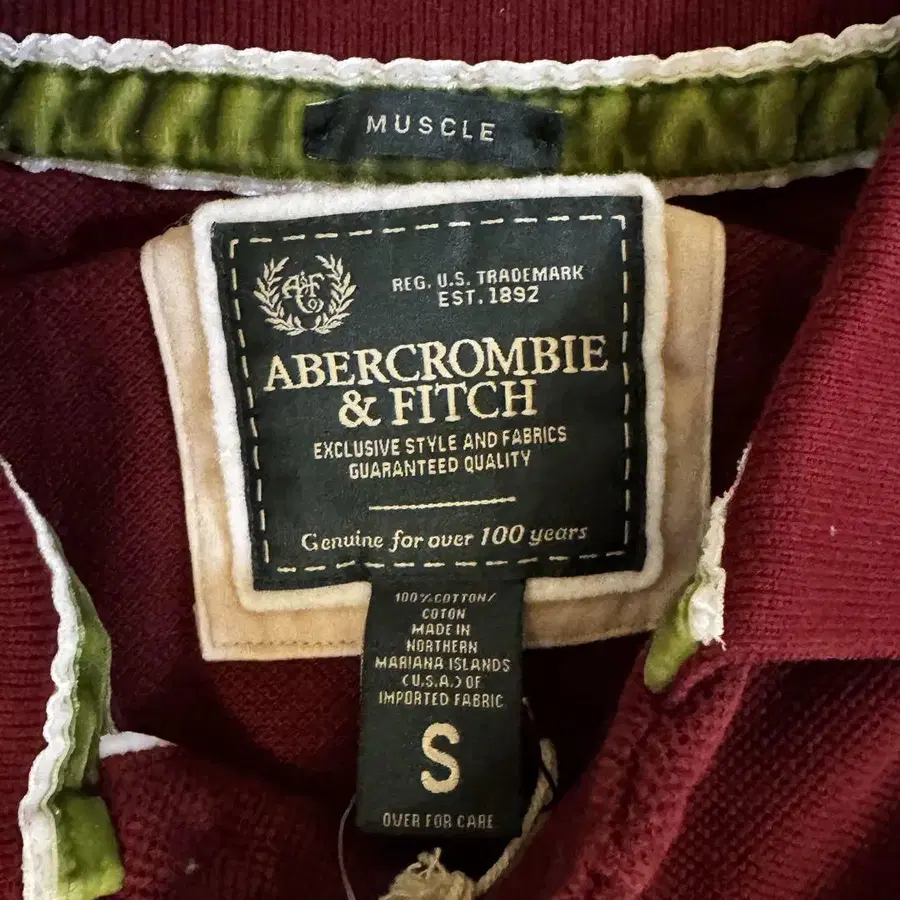 MUSCLE
A&F
Co
REG. U.S. TRADEMARK
EST. 1892
ABERCROMBIE
& FITCH
EXCLUSIVE STYLE AND FABRICS
GUARANTEED QUALITY
Genuine for over 100 years
100%COTTON/
COTON
MADE IN
NORTHERN
MARIANA ISLANDS
(U.S.A.) OF
IMPORTED FABRIC
S
OVER FOR CARE